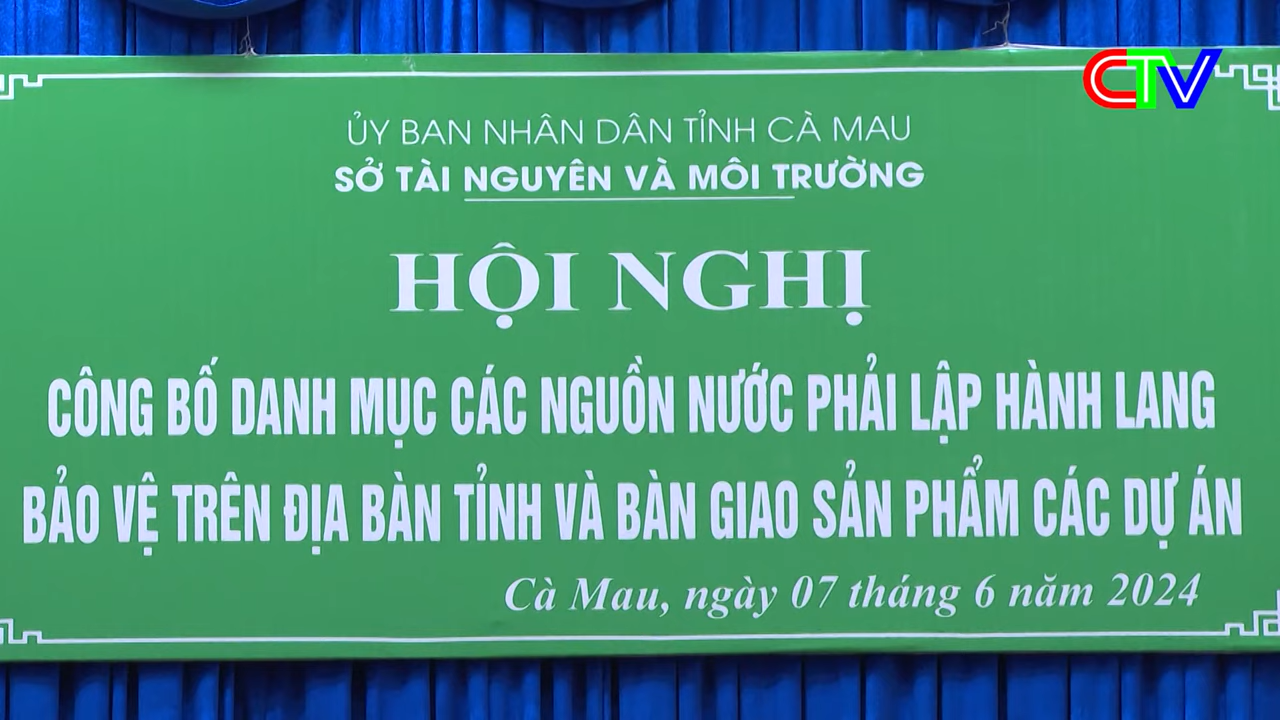 CTV
ỦY BAN NHÂN DÂN TỈNH CÀ MAU
SỞ TÀI NGUYÊN VÀ MÔI TRƯỜNG
HỘI NGHỊ
CÔNG BỐ DANH MỤC CÁC NGUỒN NƯỚC PHẢI LẬP HÀNH LANG
BẢO VỆ TRÊN ĐỊA BÀN TỈNH VÀ BÀN GIAO SẢN PHẨM CÁC DỰ ÁN
Cà Mau, ngày 07 tháng 6 năm 2024